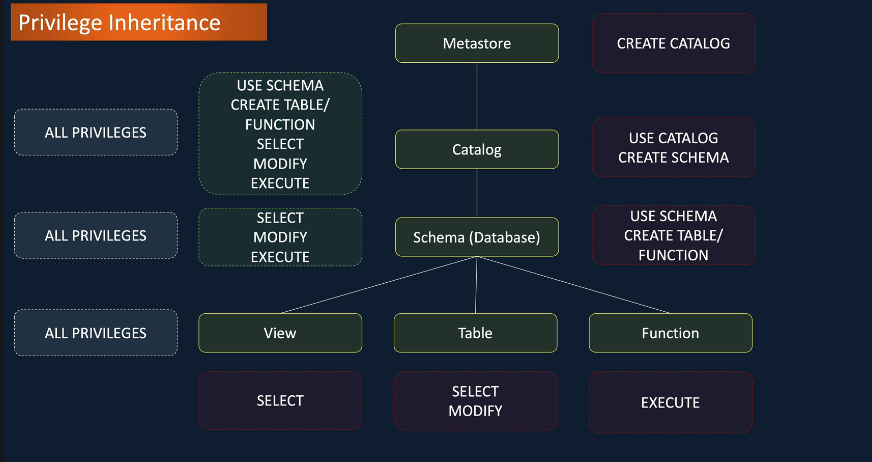 Privilege Inheritance
Metastore
CREATE CATALOG
ALL PRIVILEGES
USE SCHEMA
CREATE TABLE/
FUNCTION
SELECT
MODIFY
EXECUTE
Catalog
USE CATALOG
CREATE SCHEMA
ALL PRIVILEGES
SELECT
MODIFY
EXECUTE
Schema (Database)
USE SCHEMA
CREATE TABLE/
FUNCTION
ALL PRIVILEGES
View
Table
Function
SELECT
SELECT
MODIFY
EXECUTE